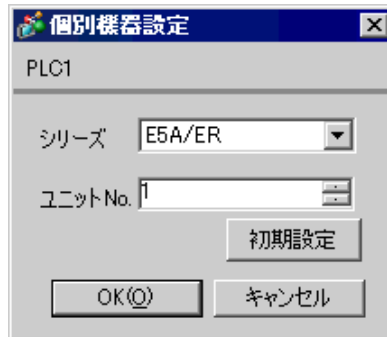 個別機器設定
PLC1
シリーズ E5A/ER
ユニットNo. 1
初期設定
OK(O) キャンセル